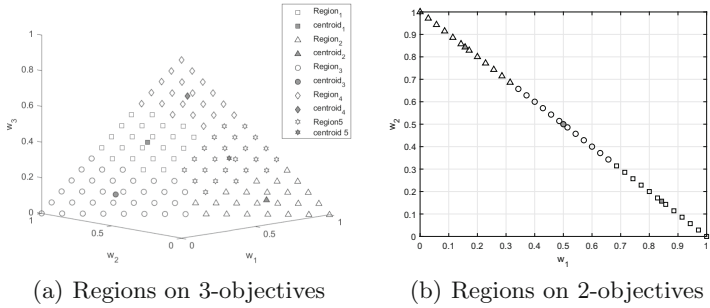 1
0.8
0.6
0.4
0.2
0
w3
1
0.5
0
w2
0.5
1
w1
Region1
centroid1
Region2
centroid2
Region3
centroid3
Region4
centroid4
Region5
centroid 5
(a) Regions on 3-objectives
1
0.9
0.8
0.7
0.6
0.5
0.4
0.3
0.2
0.1
0
w2
0 0.1 0.2 0.3 0.4 0.5 0.6 0.7 0.8 0.9 1
w1
(b) Regions on 2-objectives